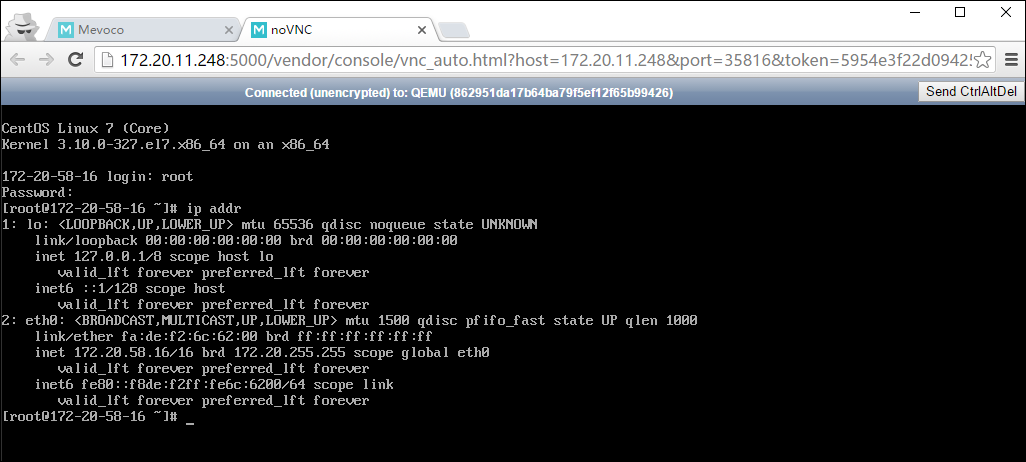 Mevoco
noVNC
172.20.11.248:5000/vendor/console/vnc_auto.html?host=172.20.11.248&port=35816&token=5954e3f22d0942
Connected (unencrypted) to: QEMU (862951da17b64ba79f5ef12f65b99426)
Send CtrlAltDel
CentOS Linux 7 (Core)
Kernel 3.10.0-327.el7.x86_64 on an x86_64
172-20-58-16 login: root
Password:
[root@172-20-58-16 ~]# ip addr
1: lo: <LOOPBACK,UP,LOWER_UP> mtu 65536 qdisc noqueue state UNKNOWN
link/loopback 00:00:00:00:00:00 brd 00:00:00:00:00:00
inet 127.0.0.1/8 scope host lo
valid_lft forever preferred_lft forever
inet6 ::1/128 scope host
valid_lft forever preferred_lft forever
2: eth0: <BROADCAST,MULTICAST,UP,LOWER_UP> mtu 1500 qdisc pfifo_fast state UP qlen 1000
link/ether fa:de:f2:6c:62:00 brd ff:ff:ff:ff:ff:ff
inet 172.20.58.16/16 brd 172.20.255.255 scope global eth0
valid_lft forever preferred_lft forever
inet6 fe80::f8de:f2ff:fe6c:6200/64 scope link
valid_lft forever preferred_lft forever
[root@172-20-58-16 ~]# _